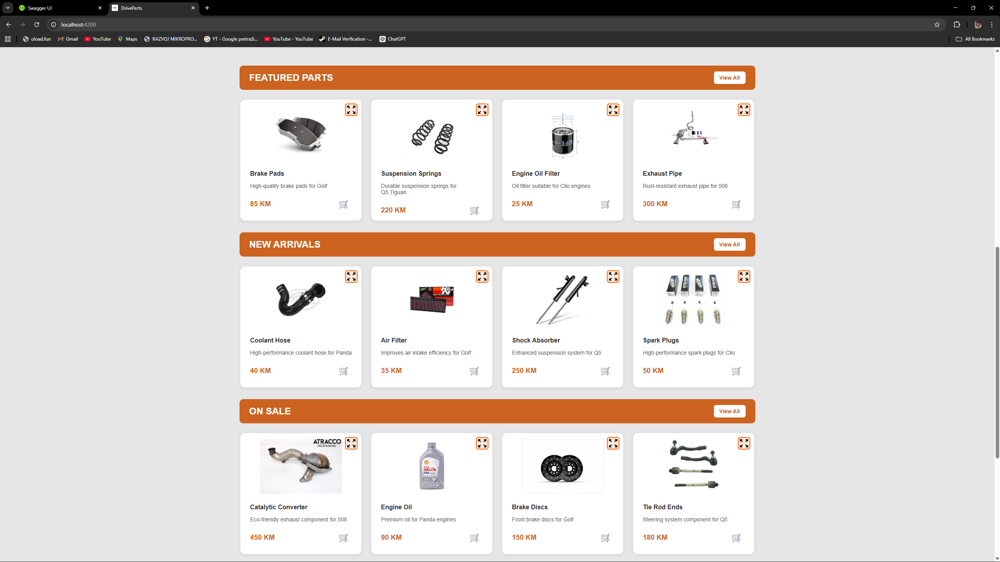 Swagger UI
DriveParts
localhost:4200
oload.fun
Gmail
YouTube
Maps
RAZVOJ MIKROPRO...
YT - Google pretraži...
YouTube - YouTube
E-Mail Verification -...
ChatGPT
All Bookmarks
FEATURED PARTS
View All
Brake Pads
High-quality brake pads for Golf
85 KM
Suspension Springs
Durable suspension springs for
Q5,Tiguan
220 KM
UFI
Engine Oil Filter
Oil filter suitable for Clio engines
25 KM
Exhaust Pipe
Rust-resistant exhaust pipe for 508
300 KM
NEW ARRIVALS
View All
Coolant Hose
High-performance coolant hose for Panda
40 KM
K&N
HIGH-FLOW AIR FILTER
Air Filter
Improves air intake efficiency for Golf
35 KM
Shock Absorber
Enhanced suspension system for Q5
250 KM
EYQUEM
EYQUEM
Spark Plugs
High-performance spark plugs for Clio
50 KM
ON SALE
View All
ATRACCO
HELSINGBORG
Catalytic Converter
Eco-friendly exhaust component for 508
450 KM
Shell
HELIX
HX8
Engine Oil
Premium oil for Panda engines
90 KM
Brake Discs
Front brake discs for Golf
150 KM
Tie Rod Ends
Steering system component for Q5
180 KM